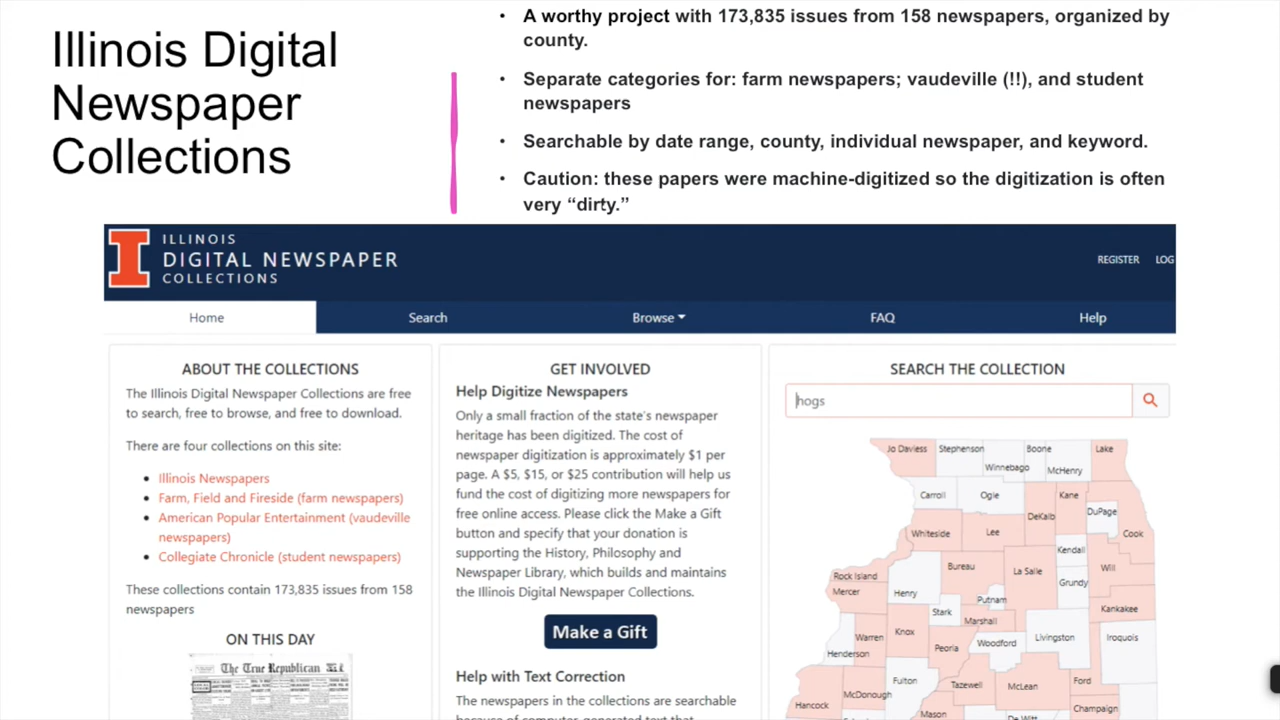 Illinois Digital
Newspaper
Collections
• A worthy project with 173,835 issues from 158 newspapers, organized by
county.
• Separate categories for: farm newspapers; vaudeville (!!), and student
newspapers
• Searchable by date range, county, individual newspaper, and keyword.
• Caution: these papers were machine-digitized so the digitization is often
very “dirty.”
ILLINOIS
DIGITAL NEWSPAPER
COLLECTIONS
REGISTER LOG
Home Search Browse FAQ Help
ABOUT THE COLLECTIONS
The Illinois Digital Newspaper Collections are free
to search, free to browse, and free to download.
There are four collections on this site:
• Illinois Newspapers
• Farm, Field and Fireside (farm newspapers)
• American Popular Entertainment (vaudeville
newspapers)
• Collegiate Chronicle (student newspapers)
These collections contain 173,835 issues from 158
newspapers
ON THIS DAY
The True Republican
GET INVOLVED
Help Digitize Newspapers
Only a small fraction of the state's newspaper
heritage has been digitized. The cost of
newspaper digitization is approximately $1 per
page. A $5, $15, or $25 contribution will help us
fund the cost of digitizing more newspapers for
free online access. Please click the Make a Gift
button and specify that your donation is
supporting the History, Philosophy and
Newspaper Library, which builds and maintains
the Illinois Digital Newspaper Collections.
Make a Gift
Help with Text Correction
The newspapers in the collections are searchable
because of computer-generated text that
SEARCH THE COLLECTION
hogs
Jo Daviess Stephenson Boone Lake
Winnebago McHenry
Carroll Ogle Kane
DeKalb DuPage
Whiteside Lee Cook
Kendall
Rock Island Bureau La Salle Will
Mercer Henry Grundy
Putnam
Stark Kankakee
Marshall
Warren Knox Livingston Iroquois
Henderson Peoria Woodford
Fulton Ford
McDonough Tazewell McLean
Hancock Mason Champaign
De Witt